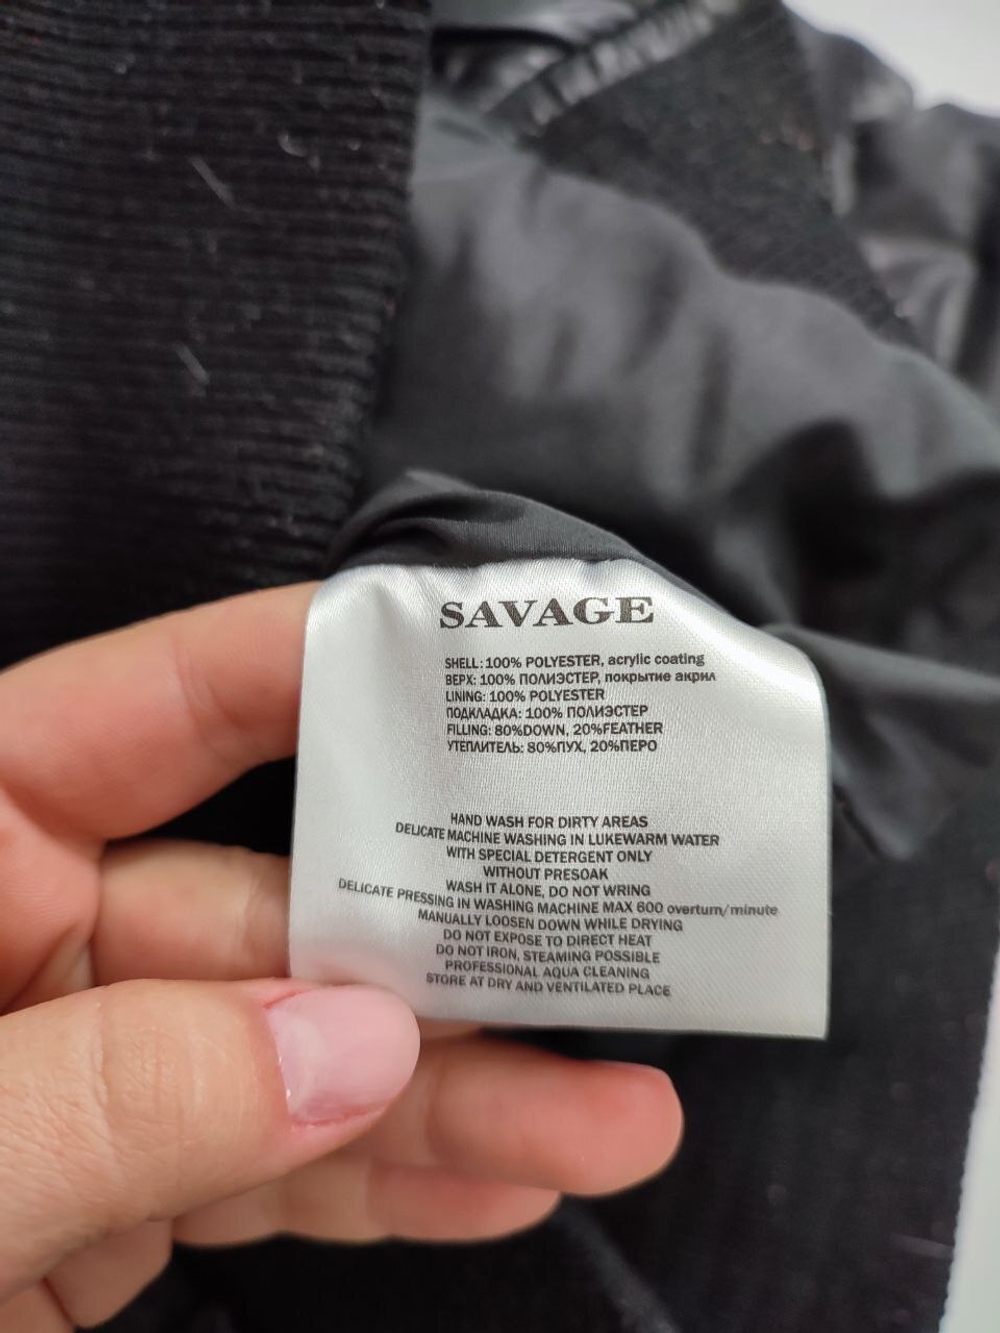 SAVAGE
SHELL: 100% POLYESTER, acrylic coating
ВЕРХ: 100% ПОЛИЭСТЕР, покрытие акрил
LINING: 100% POLYESTER
ПОДКЛАДКА: 100% ПОЛИЭСТЕР
FILLING: 80%DOWN, 20%FEATHER
УТЕПЛИТЕЛЬ: 80%ПУХ, 20%ПЕРО
HAND WASH FOR DIRTY AREAS
DELICATE MACHINE WASHING IN LUKEWARM WATER
WITH SPECIAL DETERGENT ONLY
WITHOUT PRESOAK
WASH IT ALONE, DO NOT WRING
DELICATE PRESSING IN WASHING MACHINE MAX 600 overturn/minute
MANUALLY LOOSEN DOWN WHILE DRYING
DO NOT EXPOSE TO DIRECT HEAT
DO NOT IRON, STEAMING POSSIBLE
PROFESSIONAL AQUA CLEANING
STORE AT DRY AND VENTILATED PLACE